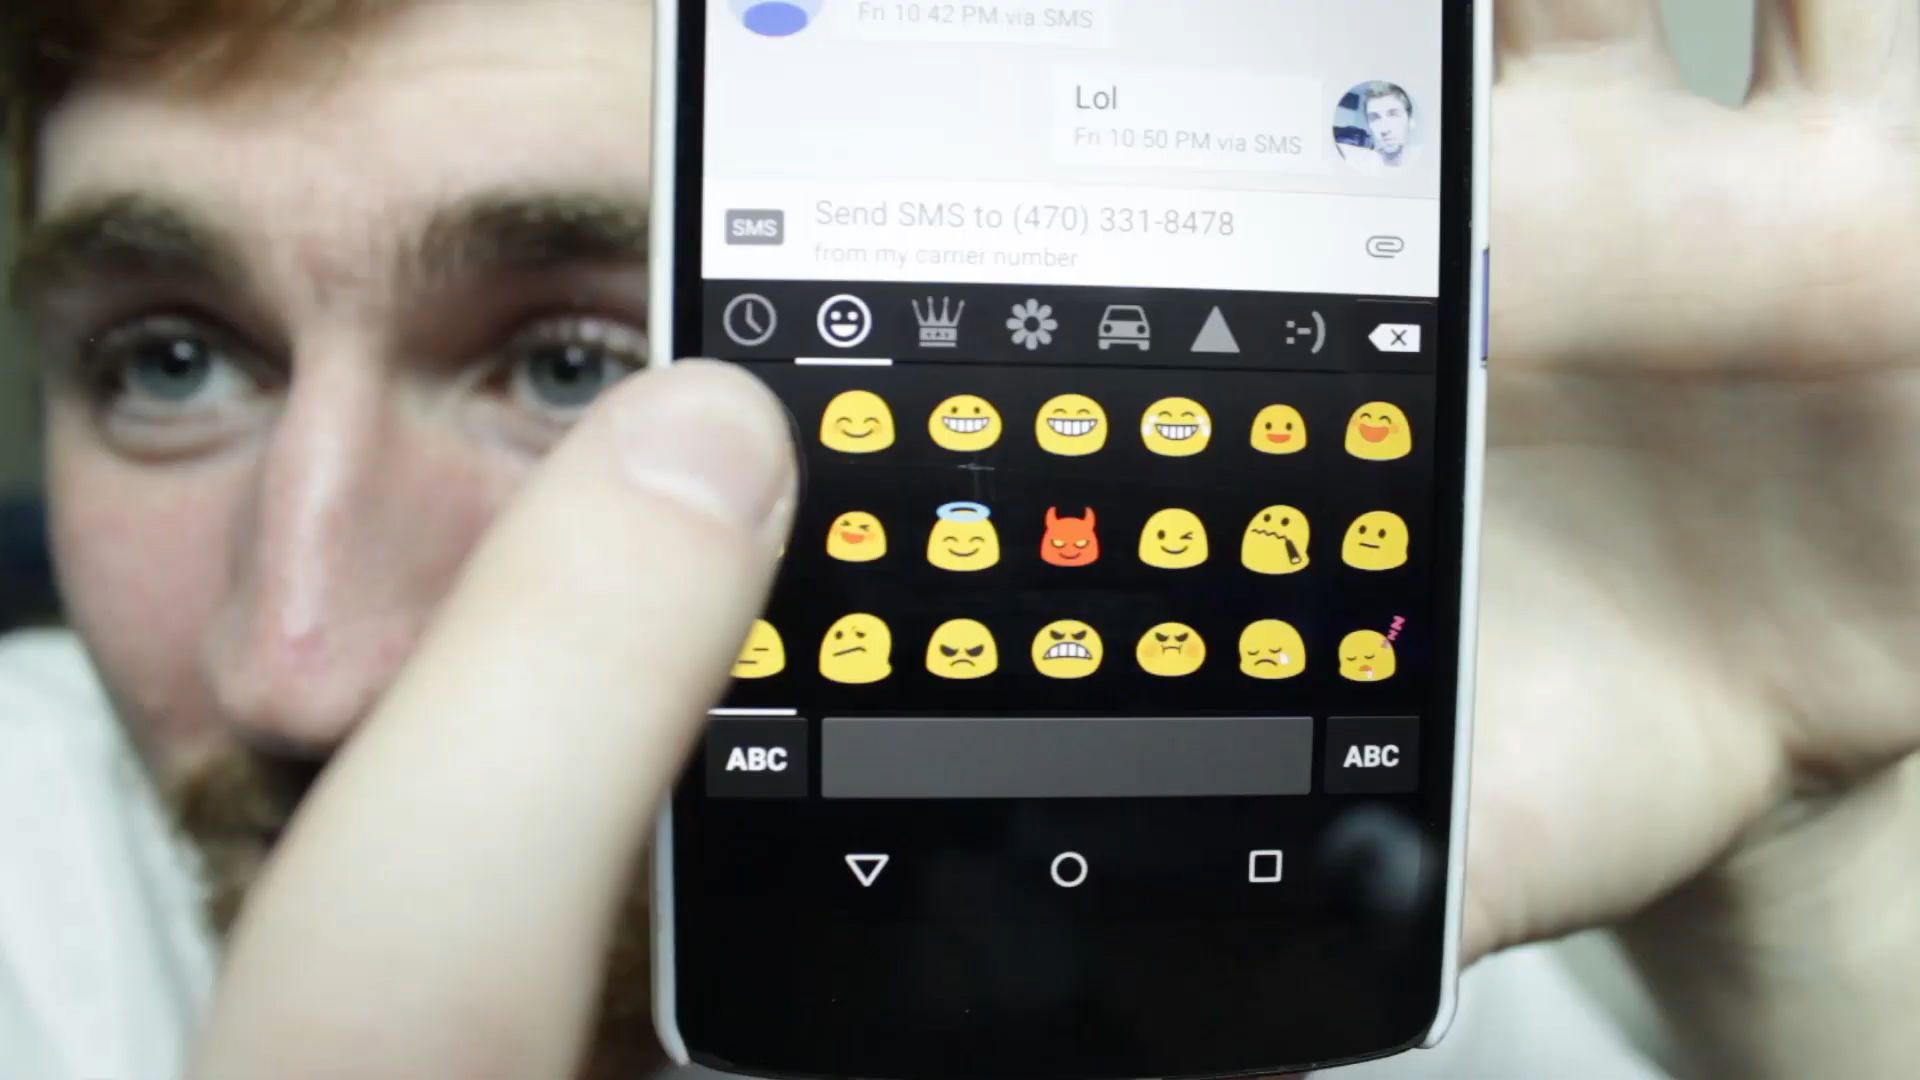 Fri 10:42 PM via SMS
Lol
Fri 10:50 PM via SMS
SMS
Send SMS to (470) 331-8478
from my carrier number
:-)
ABC
ABC